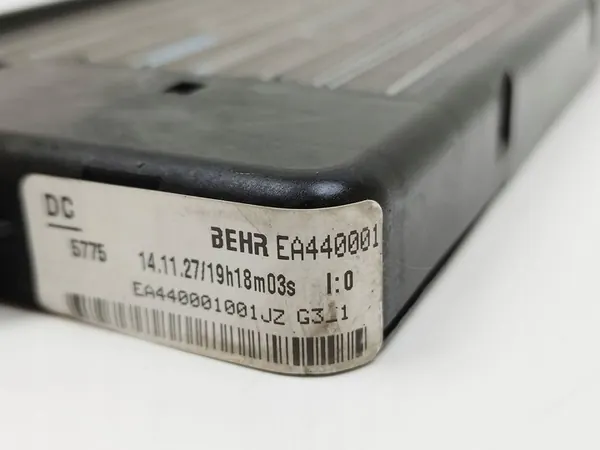 DC
BEHR EA440001
5775 14.11.27/19h18m03s I:0
EA440001001JZ G3_1